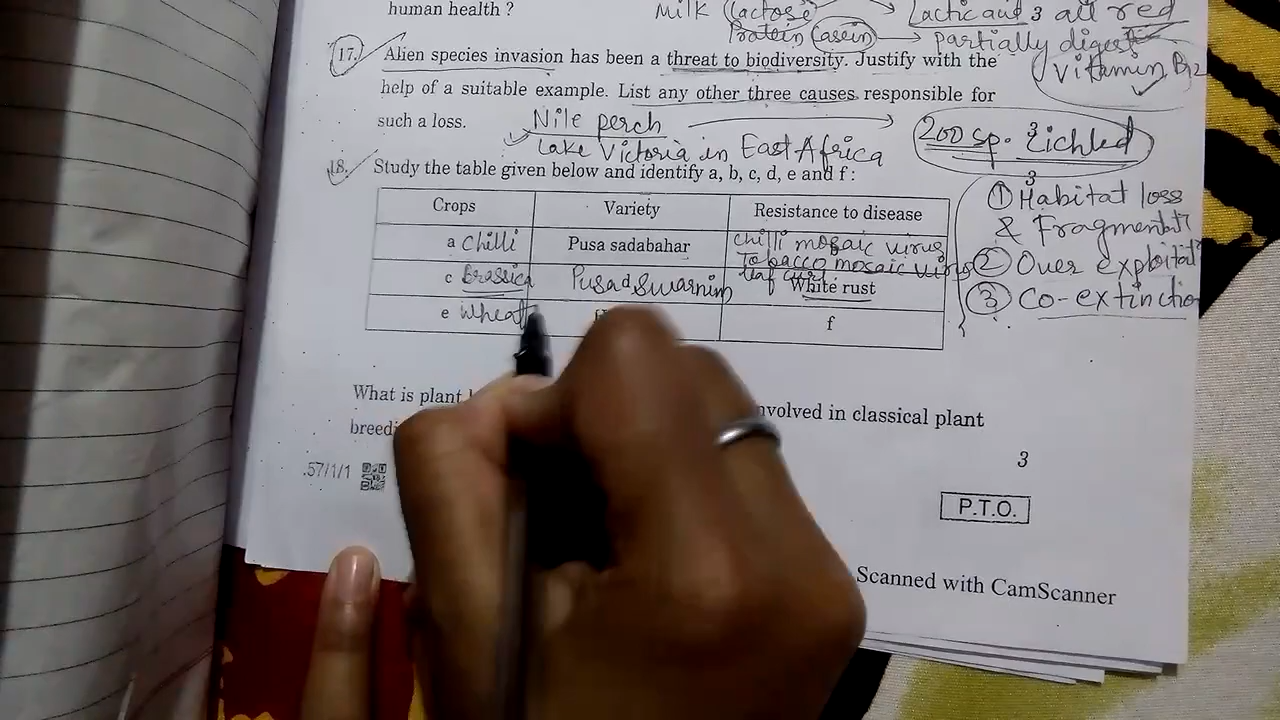 human health ?
Milk (Lactose) Lactic acid 3 all red
Protein (Casein) → partially digest
Vitamin B12
17. Alien species invasion has been a threat to biodiversity. Justify with the
help of a suitable example. List any other three causes responsible for
such a loss. 3
Nile perch → 200 sp. Cichled
Lake Victoria in East Africa
① Habitat loss
& Fragment
② Over exploitat
③ Co-extinction
18. Study the table given below and identify a, b, c, d, e and f : 3
Crops Variety Resistance to disease
a Chilli Pusa sadabahar Chilli mosaic virus
Tobacco mosaic virus
leaf curl
c Brassica Pusa d Swarnim White rust
e Wheat f
What is plant nvolved in classical plant
breedi
3
.57/1/1
P.T.O.
Scanned with CamScanner